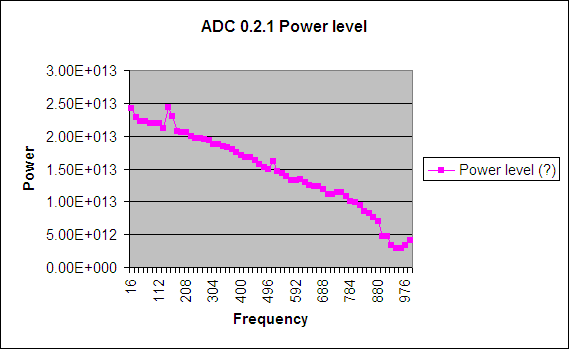 ADC 0.2.1 Power level
3.00E+013
2.50E+013
2.00E+013
1.50E+013
1.00E+013
5.00E+012
0.00E+000
Power
Power level (?)
16 112 208 304 400 496 592 688 784 880 976
Frequency